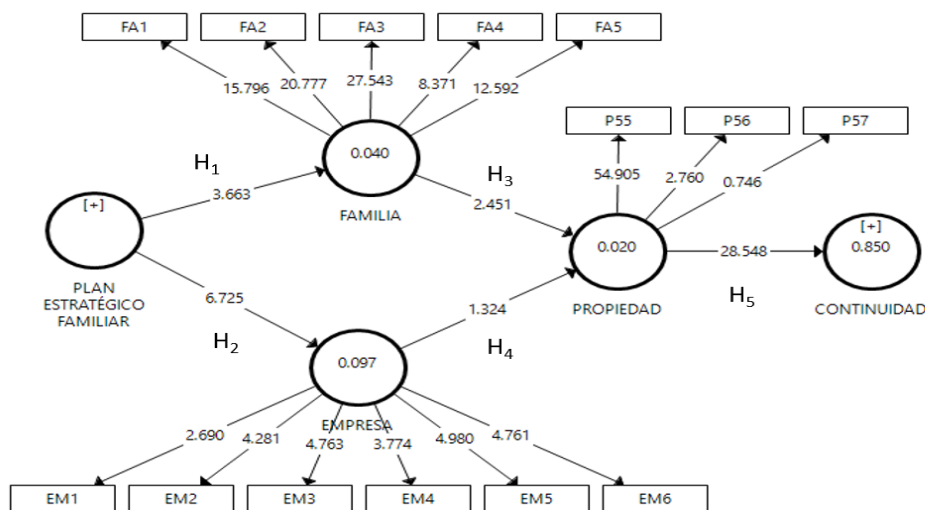 FA1 FA2 FA3 FA4 FA5
15.796 20.777 27.543 8.371 12.592
P55 P56 P57
0.040
54.905 2.760 0.746
H1
H3
3.663
FAMILIA
2.451
[+]
[+]
0.020
28.548
0.850
PLAN
ESTRATÉGICO
FAMILIAR
6.725
1.324
PROPIEDAD
H5
CONTINUIDAD
H2
H4
0.097
EMPRESA
2.690 4.281 4.763 3.774 4.980 4.761
EM1 EM2 EM3 EM4 EM5 EM6